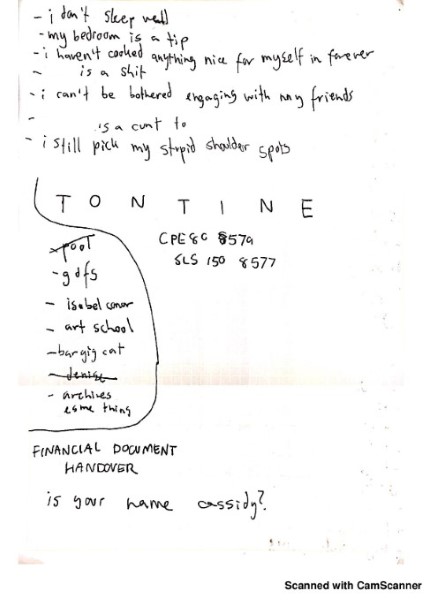 - i don't sleep well
- my bedroom is a tip
- i haven't cooked anything nice for myself in forever
- is a shit
- i can't be bothered engaging with my friends
- is a cunt to
- i still pick my stupid shoulder spots
T O N T I N E
- pool
- gdfs
- isobel conor
- art school
- bargig cat
- denise
- archives
esme thing
CPE80 8579
SLS 150 8577
FINANCIAL DOCUMENT
HANDOVER
is your name cassidy?
Scanned with CamScanner